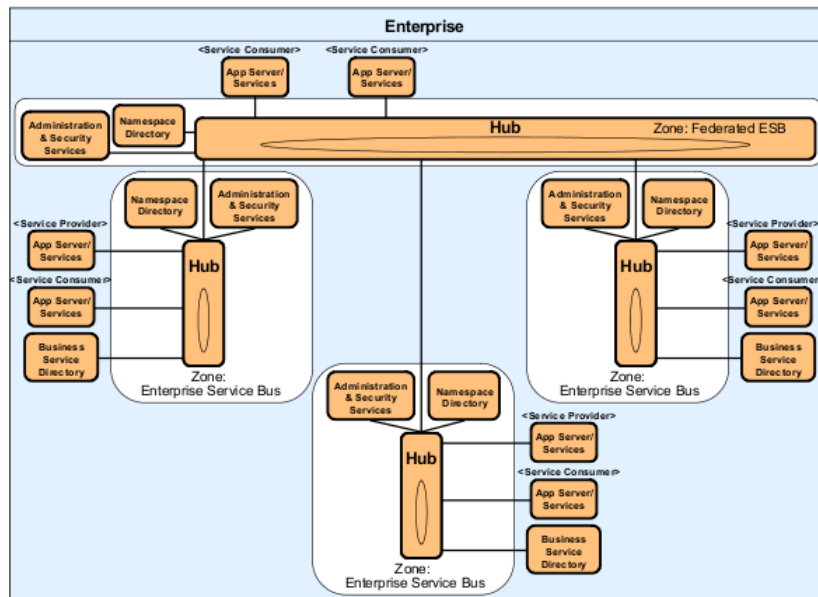 Enterprise
<Service Consumer>
<Service Consumer>
App Server/
Services
App Server/
Services
Administration
& Security
Services
Namespace
Directory
Hub
Zone: Federated ESB
Namespace
Directory
Administration
& Security
Services
<Service Provider>
App Server/
Services
<Service Consumer>
App Server/
Services
Business
Service
Directory
Hub
Zone:
Enterprise Service Bus
Administration
& Security
Services
Namespace
Directory
Hub
<Service Provider>
App Server/
Services
<Service Consumer
App Server/
Services
Business
Service
Directory
Zone:
Enterprise Service Bus
Administration
& Security
Services
Namespace
Directory
Hub
<Service Provider>
App Server/
Services
<Service Consumer>
App Server/
Services
Business
Service
Directory
Zone:
Enterprise Service Bus